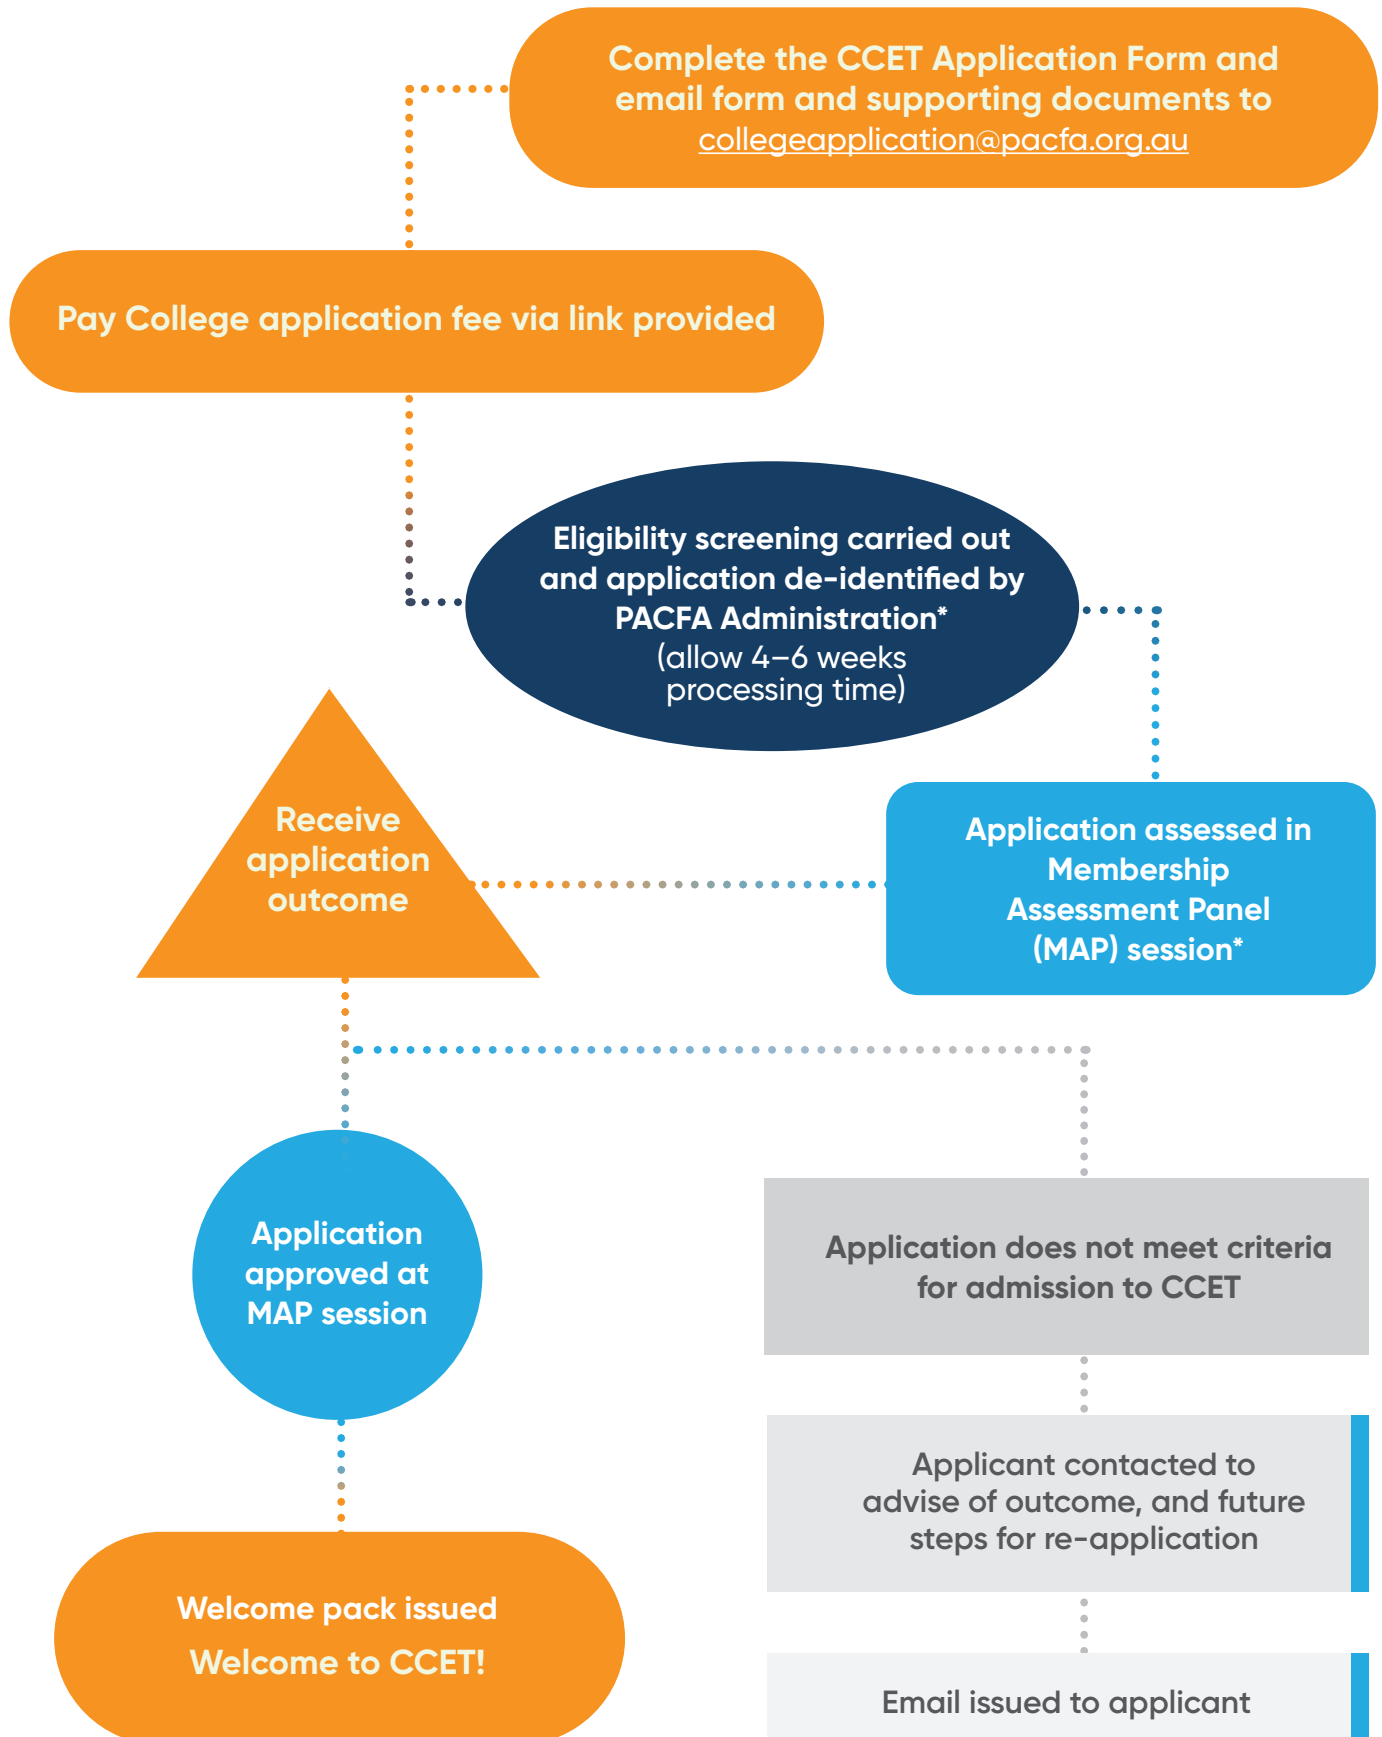 Complete the CCET Application Form and
email form and supporting documents to
collegeapplication@pacfa.org.au
Pay College application fee via link provided
Eligibility screening carried out
and application de-identified by
PACFA Administration*
(allow 4–6 weeks
processing time)
Receive
application
outcome
Application assessed in
Membership
Assessment Panel
(MAP) session*
Application
approved at
MAP session
Application does not meet criteria
for admission to CCET
Applicant contacted to
advise of outcome, and future
steps for re-application
Welcome pack issued
Welcome to CCET!
Email issued to applicant